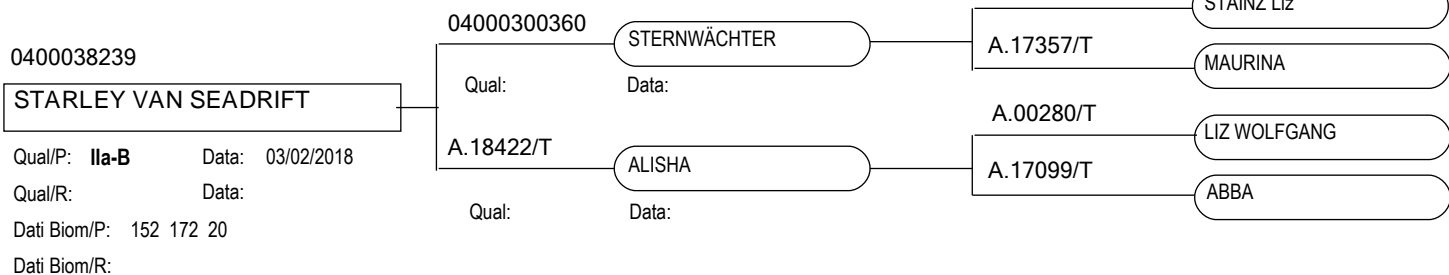 STAINZ Liz
04000300360
STERNWÄCHTER
A.17357/T
MAURINA
0400038239
STARLEY VAN SEADRIFT
Qual: Data:
A.00280/T
LIZ WOLFGANG
Qual/P: IIa-B Data: 03/02/2018
A.18422/T
ALISHA
A.17099/T
ABBA
Qual/R: Data:
Qual: Data:
Dati Biom/P: 152 172 20
Dati Biom/R: